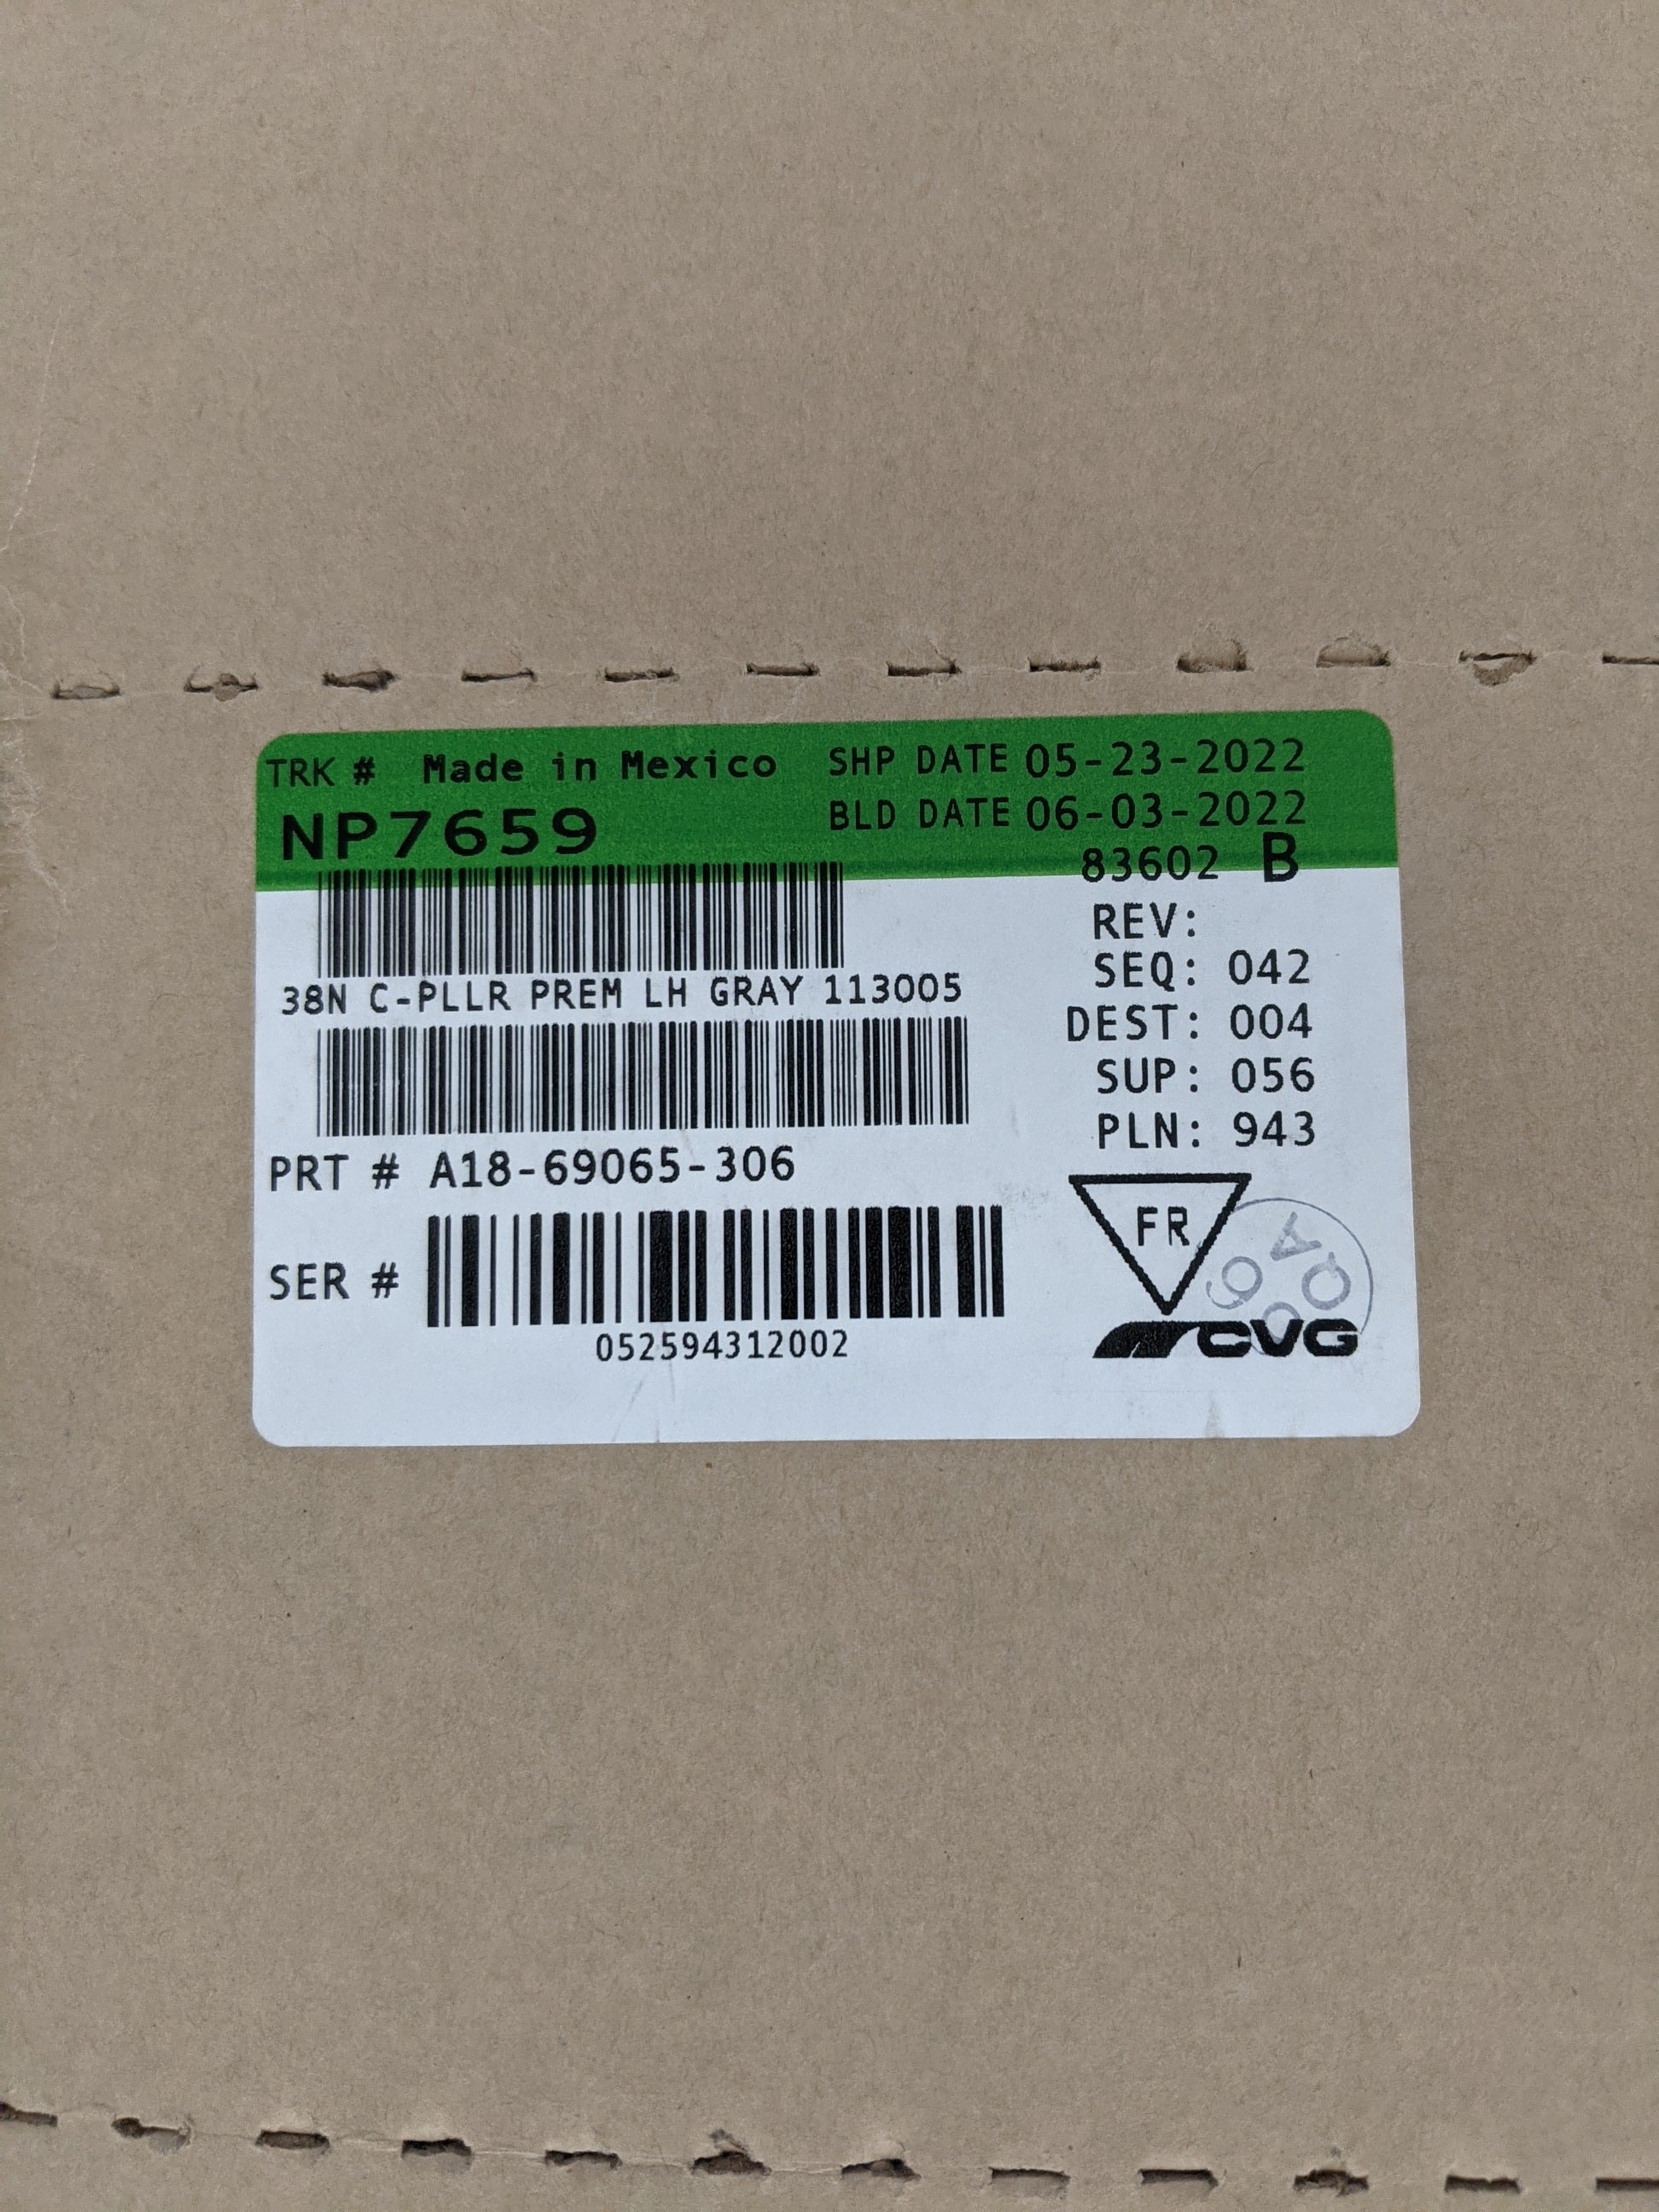 TRK # Made in Mexico SHP DATE 05-23-2022
NP7659 BLD DATE 06-03-2022
83602 B
REV:
38N C-PLLR PREM LH GRAY 113005
SEQ: 042
DEST: 004
SUP: 056
PLN: 943
PRT # A18-69065-306
FR
SER #
052594312002
QA
CVG